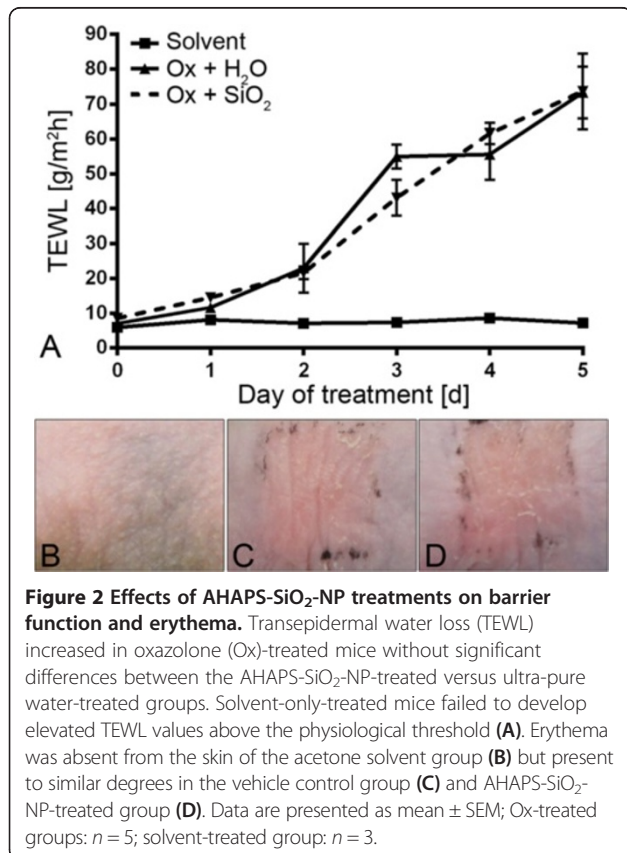 90
80
70
60
50
40
30
20
10
0
TEWL [g/m²h]
Solvent
Ox + H₂O
Ox + SiO₂
A
0 1 2 3 4 5
Day of treatment [d]
B C D
Figure 2 Effects of AHAPS-SiO₂-NP treatments on barrier
function and erythema. Transepidermal water loss (TEWL)
increased in oxazolone (Ox)-treated mice without significant
differences between the AHAPS-SiO₂-NP-treated versus ultra-pure
water-treated groups. Solvent-only-treated mice failed to develop
elevated TEWL values above the physiological threshold (A). Erythema
was absent from the skin of the acetone solvent group (B) but present
to similar degrees in the vehicle control group (C) and AHAPS-SiO₂-
NP-treated group (D). Data are presented as mean ± SEM; Ox-treated
groups: n = 5; solvent-treated group: n = 3.